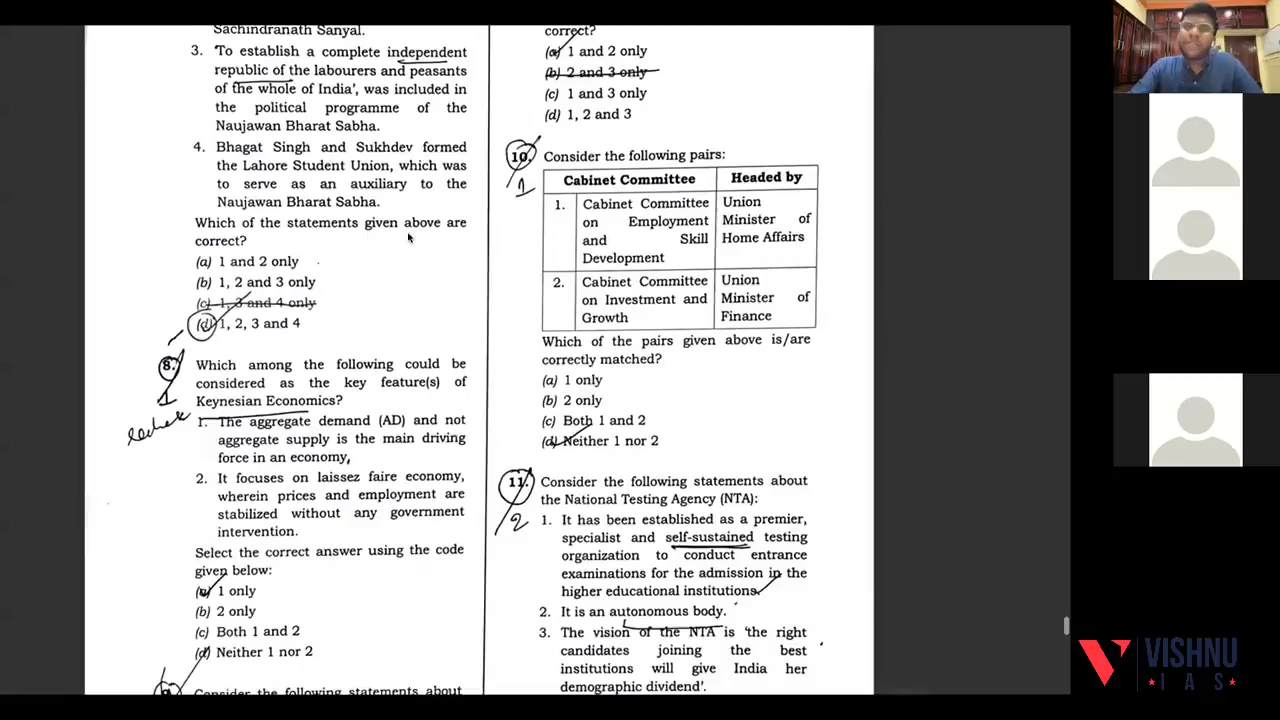 Sachindranath Sanyal.
3. 'To establish a complete independent
republic of the labourers and peasants
of the whole of India', was included in
the political programme of the
Naujawan Bharat Sabha.
4. Bhagat Singh and Sukhdev formed
the Lahore Student Union, which was
to serve as an auxiliary to the
Naujawan Bharat Sabha.
Which of the statements given above are
correct?
(a) 1 and 2 only
(b) 1, 2 and 3 only
(c) 1, 3 and 4 only
(d) 1, 2, 3 and 4
8. Which among the following could be
considered as the key feature(s) of
Keynesian Economics?
1
1. The aggregate demand (AD) and not
aggregate supply is the main driving
force in an economy,
2. It focuses on laissez faire economy,
wherein prices and employment are
stabilized without any government
intervention.
Select the correct answer using the code
given below:
(a) 1 only
(b) 2 only
(c) Both 1 and 2
(d) Neither 1 nor 2
9. Consider the following statements about
correct?
(a) 1 and 2 only
(b) 2 and 3 only
(c) 1 and 3 only
(d) 1, 2 and 3
10. Consider the following pairs:
1
Cabinet Committee Headed by
1. Cabinet Committee Union
on Employment Minister of
and Skill Home Affairs
Development
2. Cabinet Committee Union
on Investment and Minister of
Growth Finance
Which of the pairs given above is/are
correctly matched?
(a) 1 only
(b) 2 only
(c) Both 1 and 2
(d) Neither 1 nor 2
11. Consider the following statements about
the National Testing Agency (NTA):
2
1. It has been established as a premier,
specialist and self-sustained testing
organization to conduct entrance
examinations for the admission in the
higher educational institutions.
2. It is an autonomous body.
3. The vision of the NTA is 'the right
candidates joining the best
institutions will give India her
demographic dividend'.
VISHNU
IAS